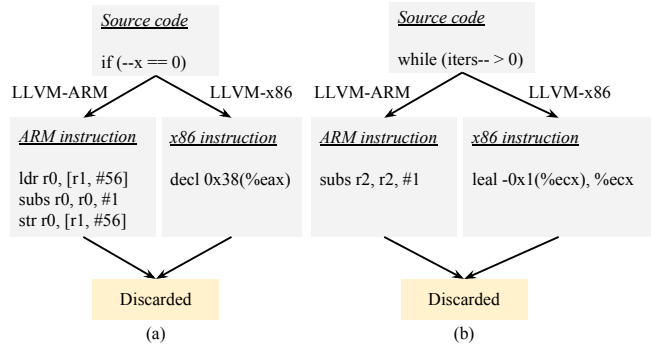 Source code
if (--x == 0)
LLVM-ARM
LLVM-x86
ARM instruction
ldr r0, [r1, #56]
subs r0, r0, #1
str r0, [r1, #56]
x86 instruction
decl 0x38(%eax)
Discarded
(a)
Source code
while (iters-- > 0)
LLVM-ARM
LLVM-x86
ARM instruction
subs r2, r2, #1
x86 instruction
leal -0x1(%ecx), %ecx
Discarded
(b)